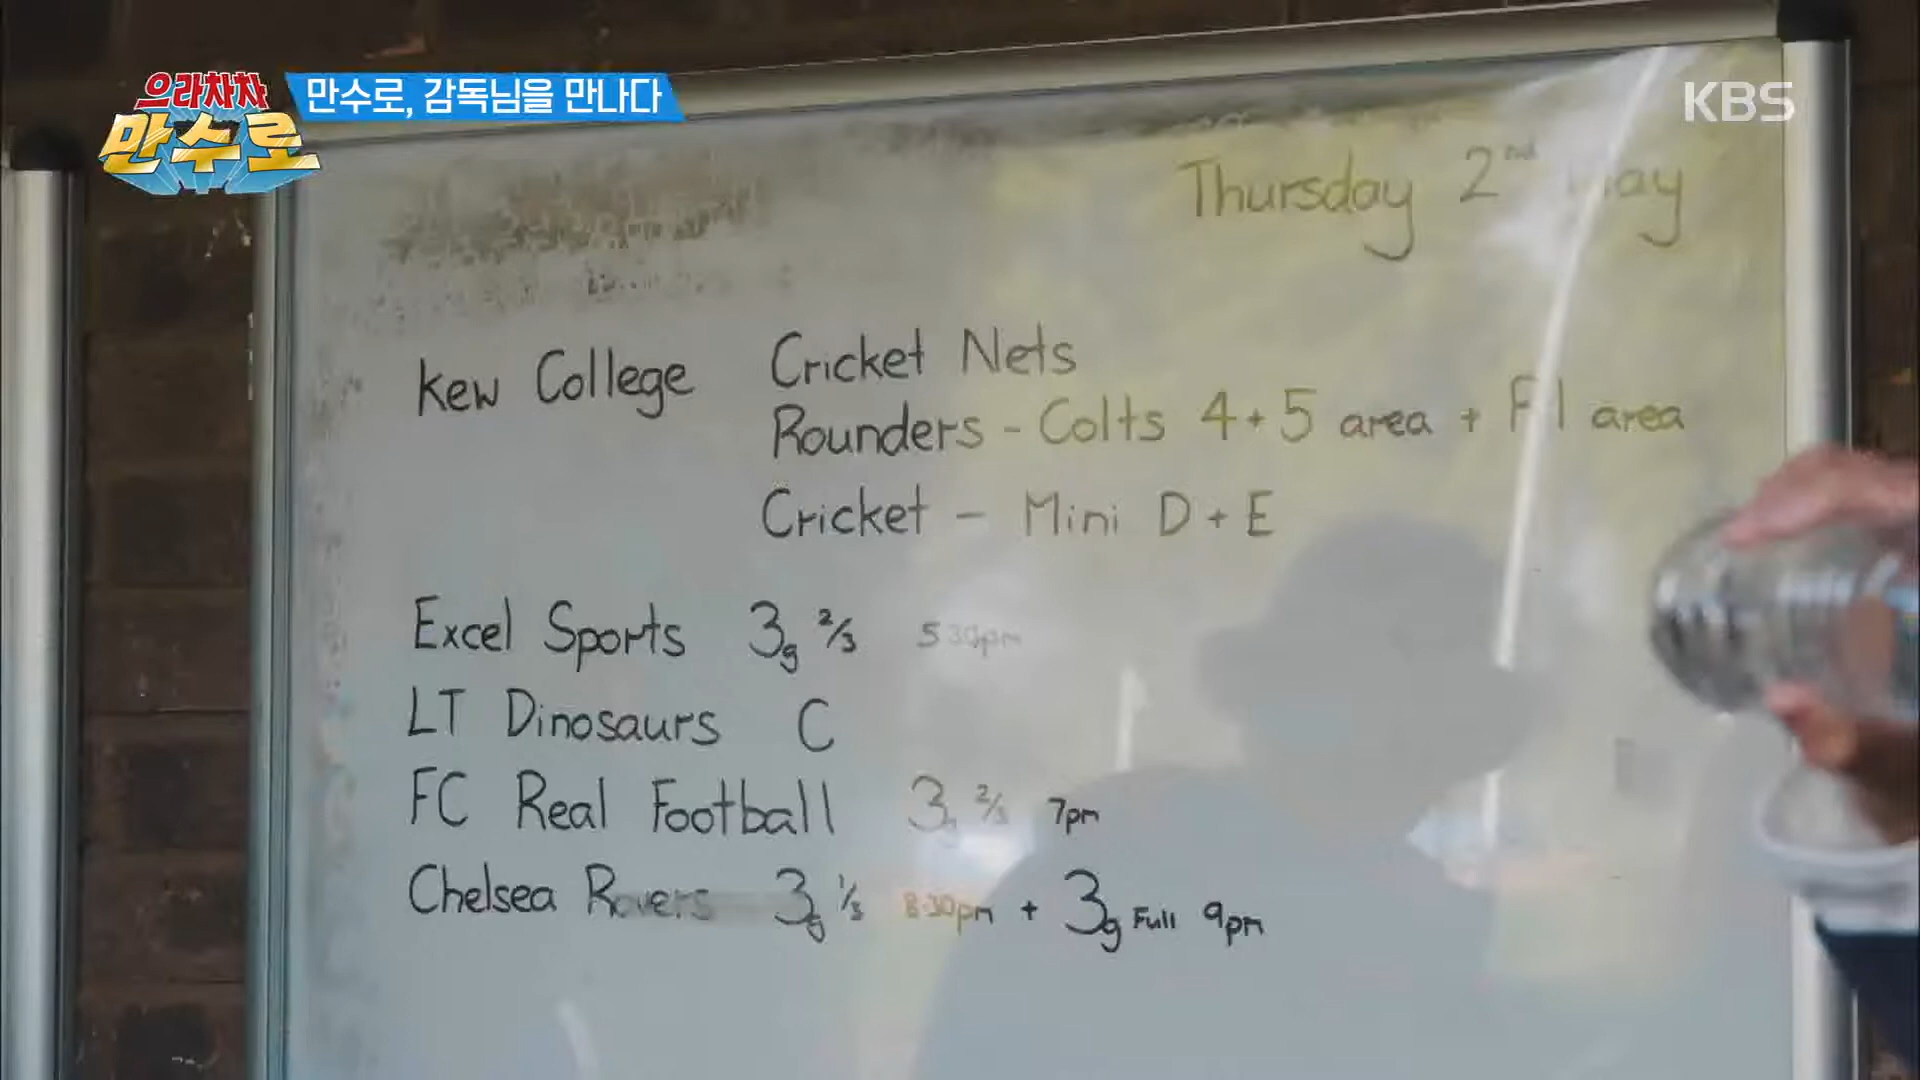 으라차차
만수로
만수로, 감독님을 만나다
KBS
Thursday 2nd May
Kew College Cricket Nets
Rounders - Colts 4 + 5 area + F1 area
Cricket - Mini D + E
Excel Sports 3g 2/3 5:30pm
LT Dinosaurs C
FC Real Football 3g 2/3 7pm
Chelsea Rovers 3g 1/3 8:30pm + 3g Full 9pm